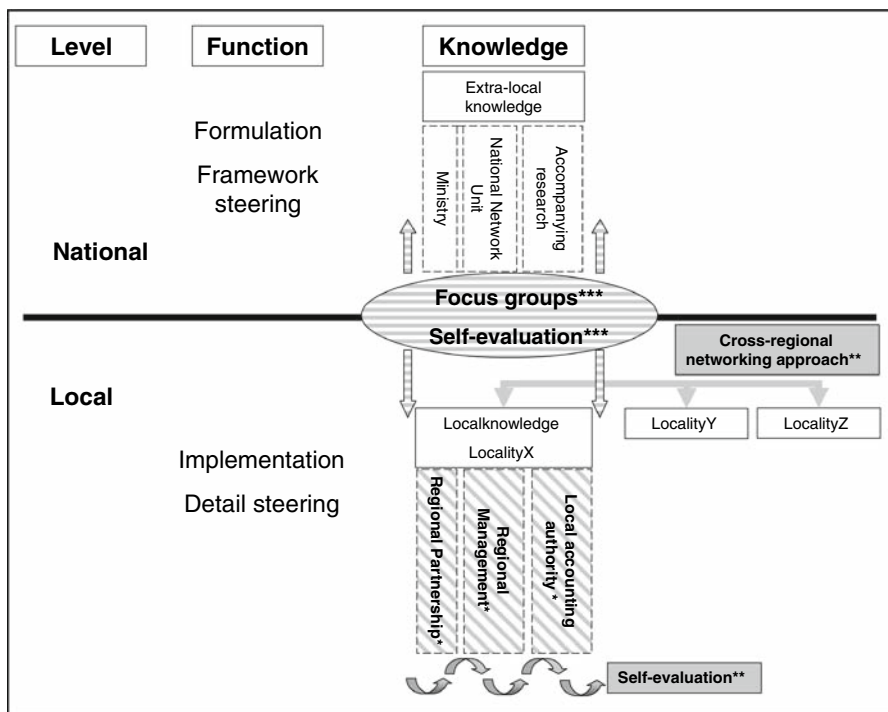 Level
Function
Knowledge
Extra-local
knowledge
Formulation
Framework
steering
Ministry
National Network
Unit
Accompanying
research
National
Focus groups***
Self-evaluation***
Cross-regional
networking approach**
Local
Localknowledge
LocalityX
LocalityY
LocalityZ
Implementation
Detail steering
Regional Partnership*
Regional
Management*
Local accounting
authority *
Self-evaluation**